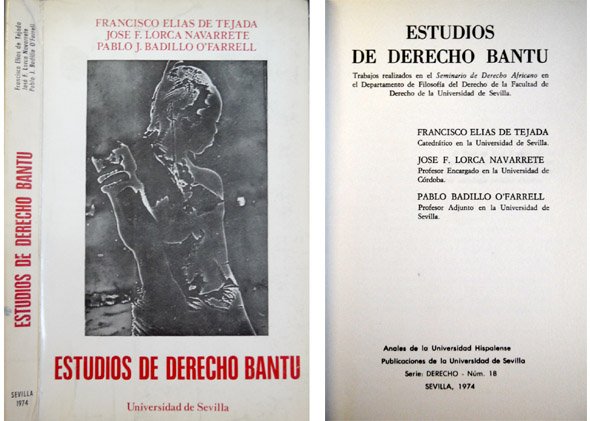 Francisco Elías de Tejada
José F. Lorca Navarrete
Pablo J. Badillo O'Farrell
ESTUDIOS DE DERECHO BANTU
SEVILLA
1974
FRANCISCO ELIAS DE TEJADA
JOSE F. LORCA NAVARRETE
PABLO J. BADILLO O'FARRELL
ESTUDIOS DE DERECHO BANTU
Universidad de Sevilla
ESTUDIOS
DE DERECHO BANTU
Trabajos realizados en el Seminario de Derecho Africano en
el Departamento de Filosofía del Derecho de la Facultad de
Derecho de la Universidad de Sevilla.
FRANCISCO ELIAS DE TEJADA
Catedrático en la Universidad de Sevilla.
JOSE F. LORCA NAVARRETE
Profesor Encargado en la Universidad de
Córdoba.
PABLO BADILLO O'FARRELL
Profesor Adjunto en la Universidad de
Sevilla.
Anales de la Universidad Hispalense
Publicaciones de la Universidad de Sevilla
Serie: DERECHO - Núm. 18
SEVILLA, 1974